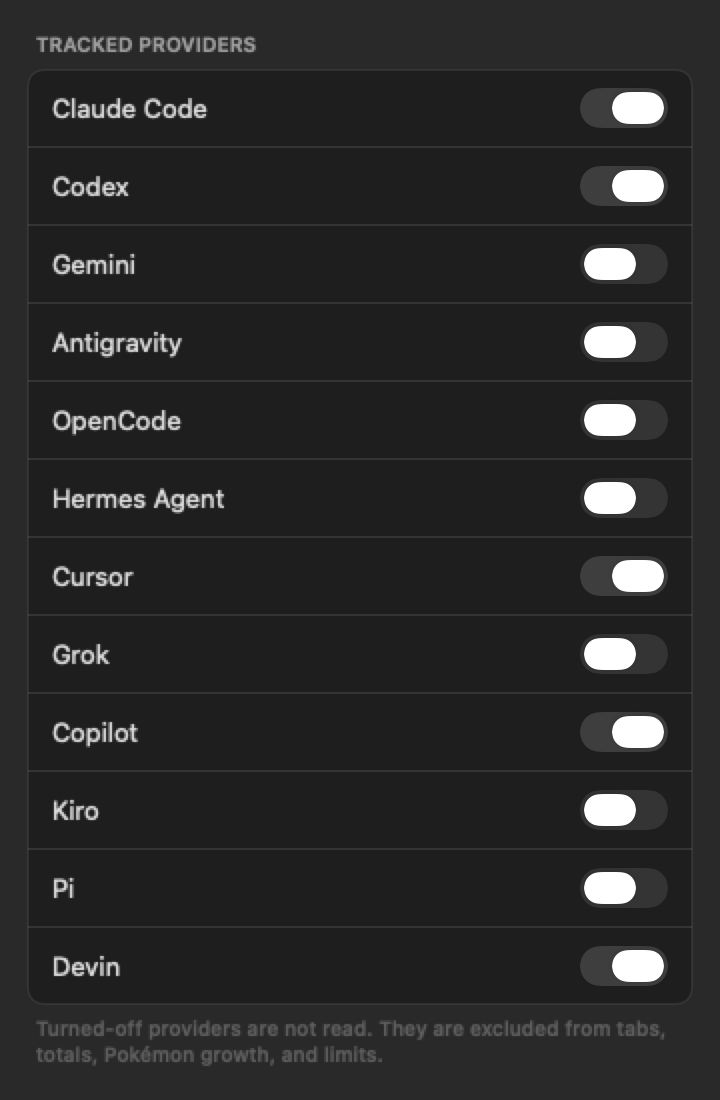 TRACKED PROVIDERS
Claude Code
Codex
Gemini
Antigravity
OpenCode
Hermes Agent
Cursor
Grok
Copilot
Kiro
Pi
Devin
Turned-off providers are not read. They are excluded from tabs,
totals, Pokémon growth, and limits.